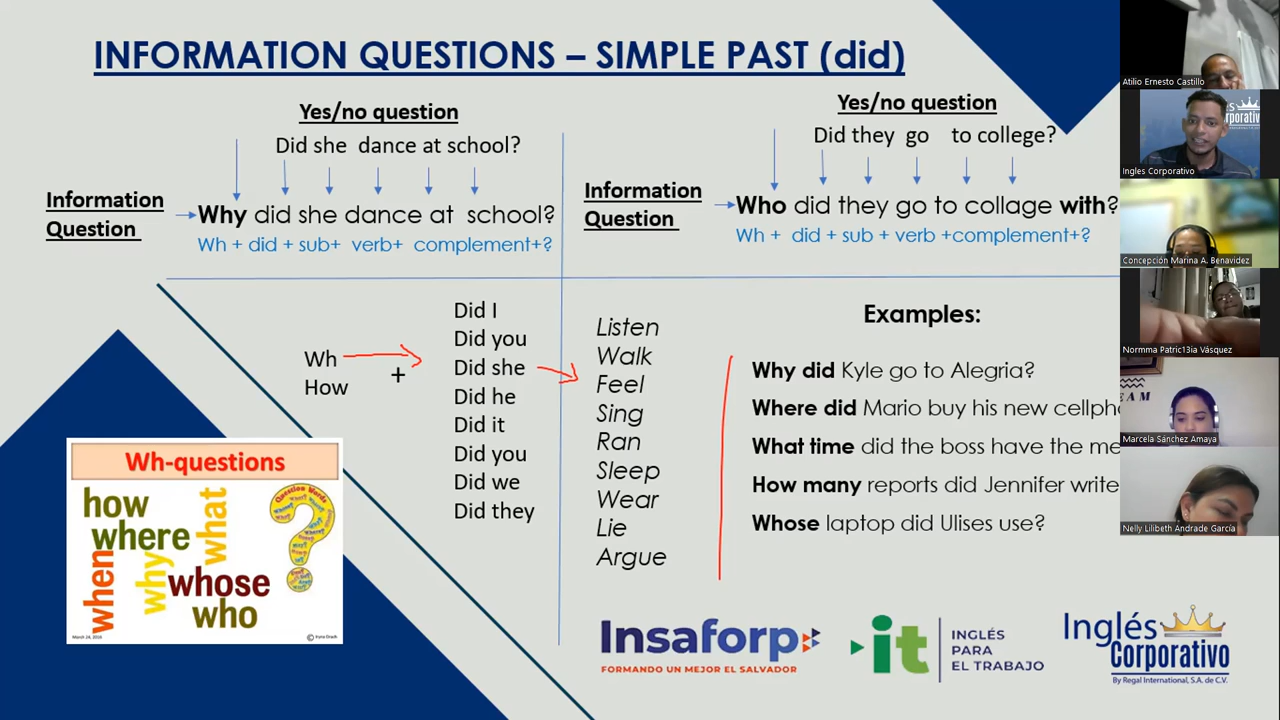 INFORMATION QUESTIONS – SIMPLE PAST (did)
Yes/no question
Did she dance at school?
Information
Question
Why did she dance at school?
Wh + did + sub+ verb+ complement+?
Yes/no question
Did they go to college?
Information
Question
Who did they go to collage with?
Wh + did + sub + verb +complement+?
Wh
How
+
Did I
Did you
Did she
Did he
Did it
Did you
Did we
Did they
Listen
Walk
Feel
Sing
Ran
Sleep
Wear
Lie
Argue
Examples:
Why did Kyle go to Alegria?
Where did Mario buy his new cellph
What time did the boss have the me
How many reports did Jennifer write
Whose laptop did Ulises use?
Wh-questions
how
where
what
when
why
whose
who
Question Words
March 24, 2016
Insaforp
FORMANDO UN MEJOR EL SALVADOR
it
INGLÉS
PARA
EL TRABAJO
Inglés
Corporativo
By Regal International, S.A. de C.V.
Atilio Ernesto Castillo
Ingles Corporativo
Concepción Marina A. Benavidez
Normma Patric13ia Vásquez
EAM
Marcela Sánchez Amaya
Nelly Lilibeth Andrade García